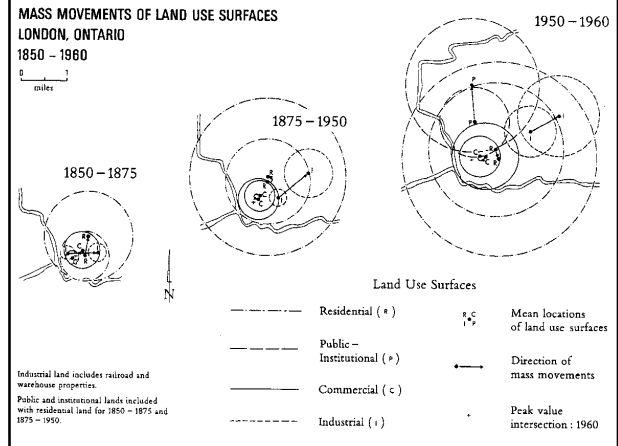 MASS MOVEMENTS OF LAND USE SURFACES
LONDON, ONTARIO
1850 – 1960
0 1
miles
1850 – 1875
1875 – 1950
1950 – 1960
P
P
R
R
C
C
I
I
R
R
C
C
I
I
R
C
R
N
Land Use Surfaces
Residential ( R )
Public –
Institutional ( P )
Commercial ( C )
Industrial ( I )
R C
I P
Mean locations
of land use surfaces
Direction of
mass movements
Peak value
intersection : 1960
Industrial land includes railroad and
warehouse properties.
Public and institutional lands included
with residential land for 1850 – 1875 and
1875 – 1950.